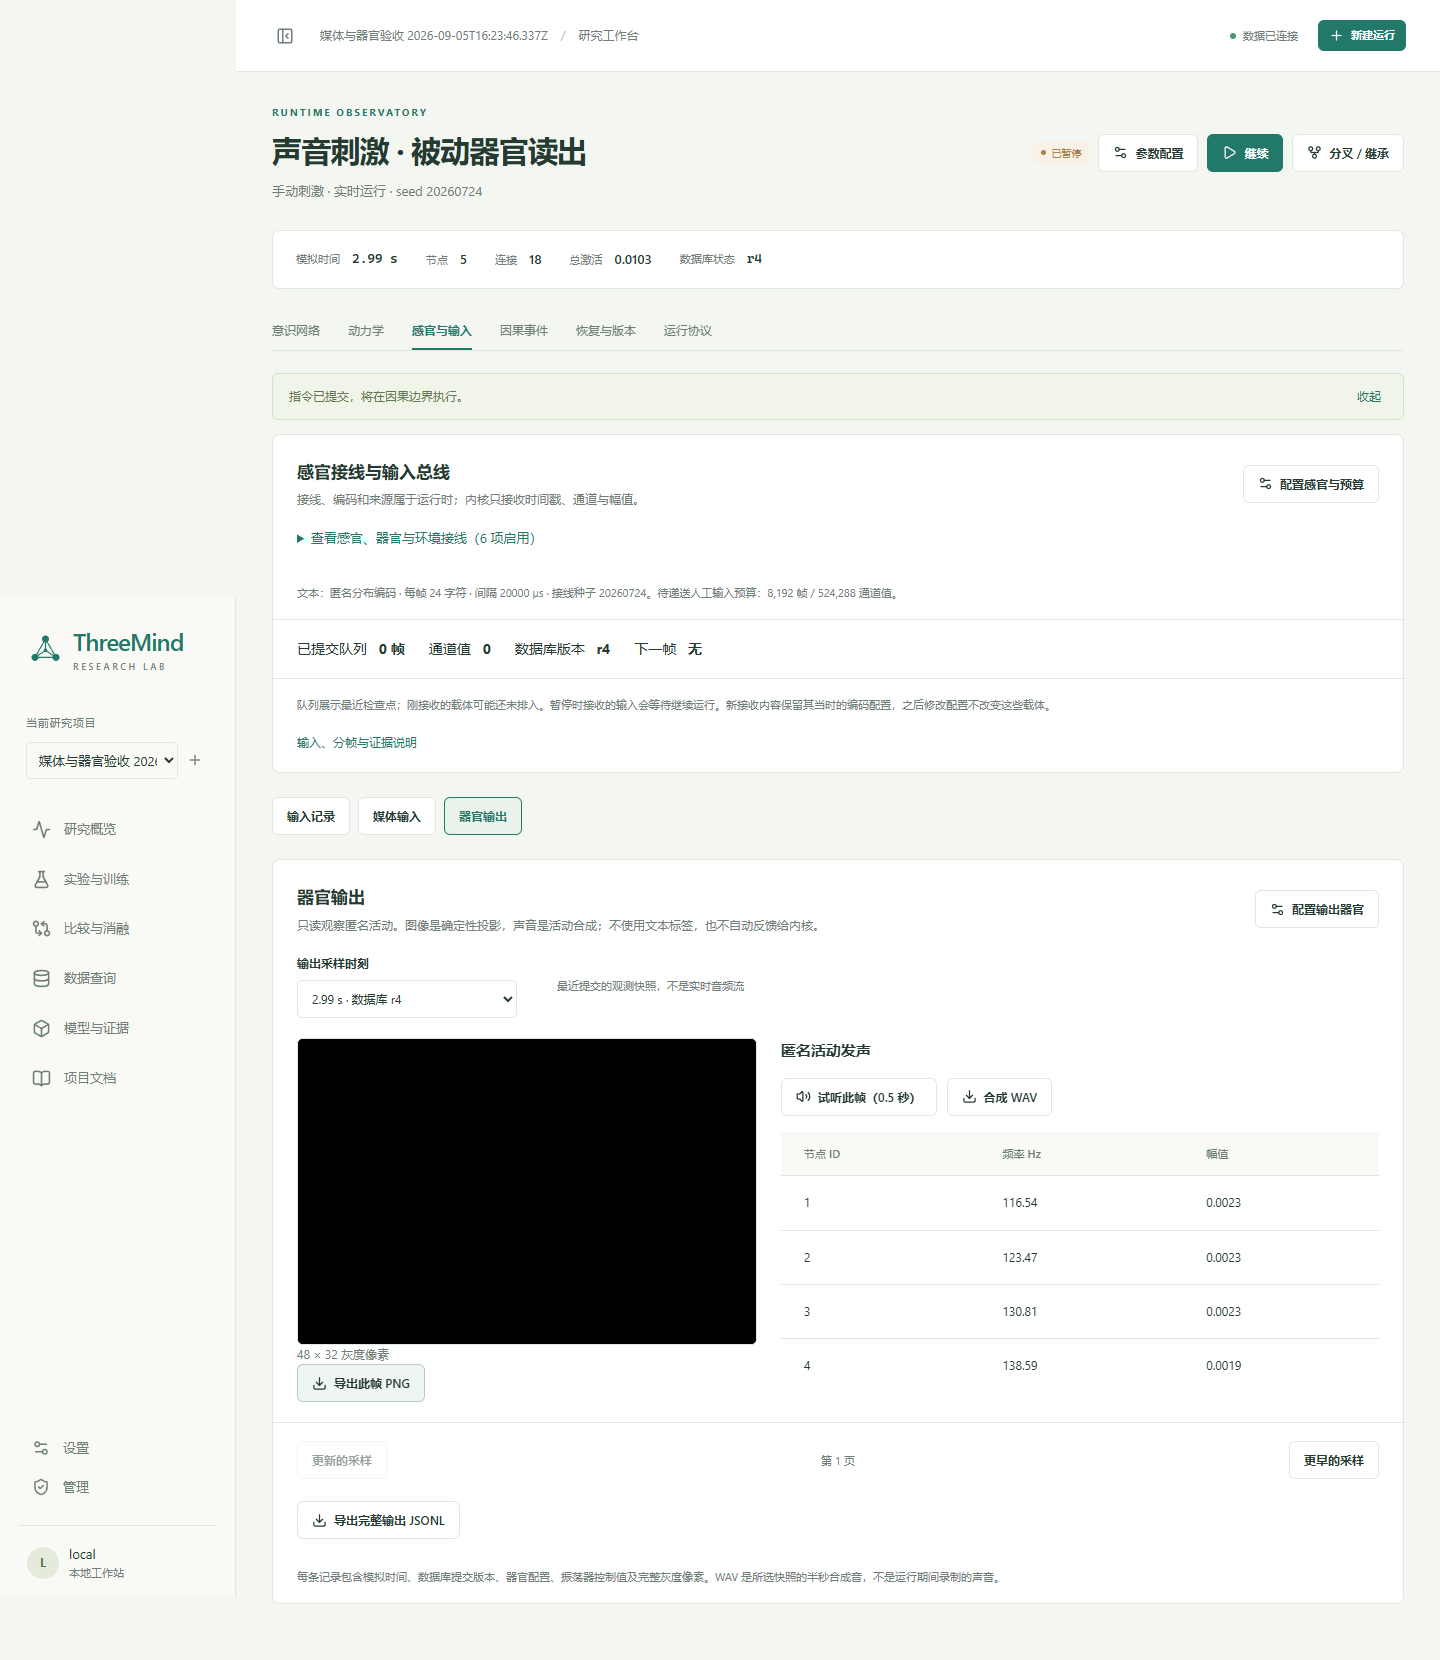 媒体与器官验收 2026-09-05T16:23:46.337Z / 研究工作台
数据已连接
新建运行
RUNTIME OBSERVATORY
声音刺激 · 被动器官读出
已暂停
参数配置
继续
分叉 / 继承
手动刺激 · 实时运行 · seed 20260724
模拟时间 2.99 s 节点 5 连接 18 总激活 0.0103 数据库状态 r4
意识网络 动力学 感官与输入 因果事件 恢复与版本 运行协议
指令已提交，将在因果边界执行。
收起
感官接线与输入总线
接线、编码和来源属于运行时；内核只接收时间戳、通道与幅值。
配置感官与预算
查看感官、器官与环境接线（6 项启用）
文本：匿名分布编码 · 每帧 24 字符 · 间隔 20000 μs · 接线种子 20260724。待递送人工输入预算：8,192 帧 / 524,288 通道值。
已提交队列 0 帧 通道值 0 数据库版本 r4 下一帧 无
队列展示最近检查点；刚接收的载体可能还未排入。暂停时接收的输入会等待继续运行。新接收内容保留其当时的编码配置，之后修改配置不改变这些载体。
输入、分帧与证据说明
输入记录 媒体输入 器官输出
器官输出
只读观察匿名活动。图像是确定性投影，声音是活动合成；不使用文本标签，也不自动反馈给内核。
配置输出器官
输出采样时刻
2.99 s · 数据库 r4
最近提交的观测快照，不是实时音频流
48 × 32 灰度像素
导出此帧 PNG
匿名活动发声
试听此帧（0.5 秒）
合成 WAV
节点 ID 频率 Hz 幅值
1 116.54 0.0023
2 123.47 0.0023
3 130.81 0.0023
4 138.59 0.0019
更新的采样
第 1 页
更早的采样
导出完整输出 JSONL
每条记录包含模拟时间、数据库提交版本、器官配置、振荡器控制值及完整灰度像素。WAV 是所选快照的半秒合成音，不是运行期间录制的声音。
ThreeMind
RESEARCH LAB
当前研究项目
媒体与器官验收 2026
研究概览
实验与训练
比较与消融
数据查询
模型与证据
项目文档
设置
管理
L
local
本地工作站